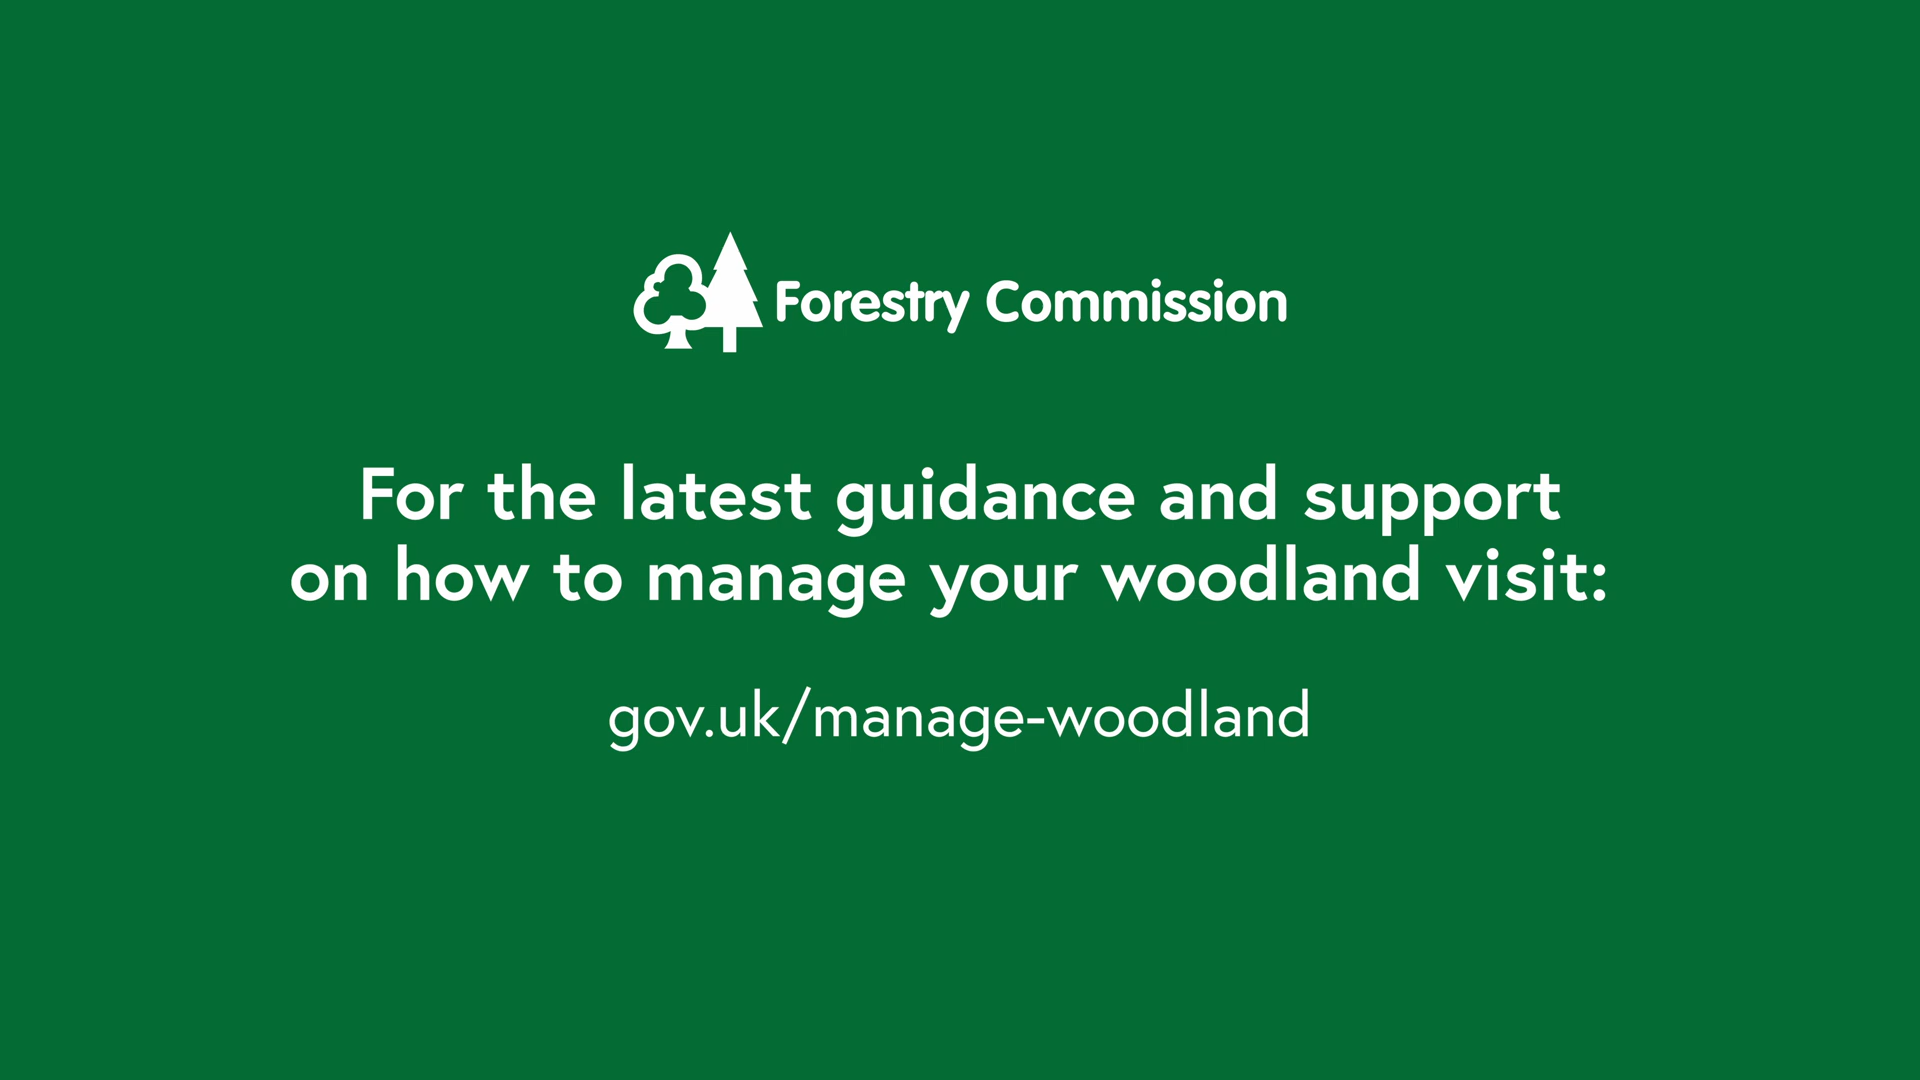 Forestry Commission
For the latest guidance and support
on how to manage your woodland visit:
gov.uk/manage-woodland